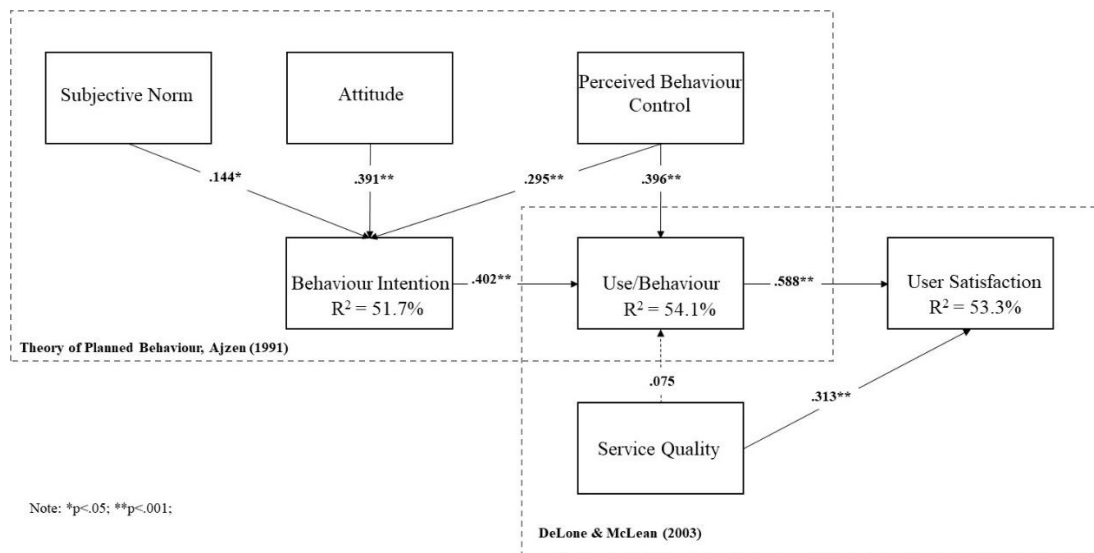 Subjective Norm
Attitude
Perceived Behaviour
Control
.144*
.391**
.295**
.396**
Behaviour Intention
R² = 51.7%
.402**
Use/Behaviour
R² = 54.1%
.588**
User Satisfaction
R² = 53.3%
Theory of Planned Behaviour, Ajzen (1991)
.075
.313**
Service Quality
Note: *p<.05; **p<.001;
DeLone & McLean (2003)